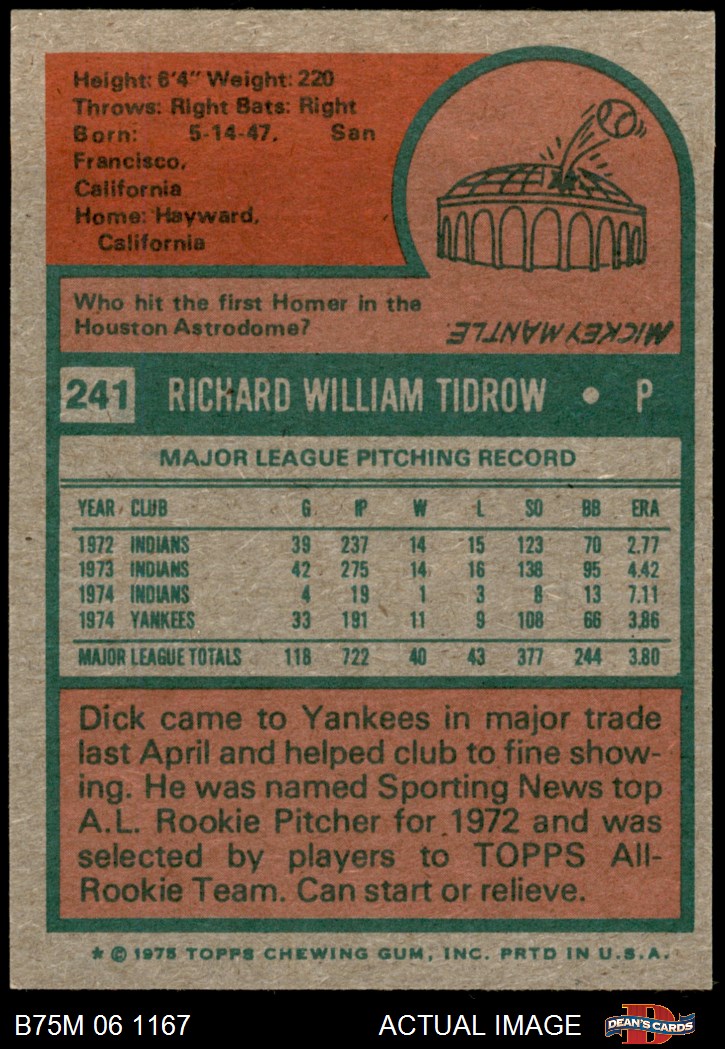 Height: 6'4" Weight: 220
Throws: Right Bats: Right
Born: 5-14-47, San
Francisco,
California
Home: Hayward,
California
Who hit the first Homer in the
Houston Astrodome?
MICKEY MANTLE.
241 RICHARD WILLIAM TIDROW • P
MAJOR LEAGUE PITCHING RECORD
YEAR CLUB G IP W L SO BB ERA
1972 INDIANS 39 237 14 15 123 70 2.77
1973 INDIANS 42 275 14 16 138 95 4.42
1974 INDIANS 4 19 1 3 8 13 7.11
1974 YANKEES 33 191 11 9 108 66 3.86
MAJOR LEAGUE TOTALS 118 722 40 43 377 244 3.80
Dick came to Yankees in major trade
last April and helped club to fine show-
ing. He was named Sporting News top
A.L. Rookie Pitcher for 1972 and was
selected by players to TOPPS All-
Rookie Team. Can start or relieve.
* © 1975 TOPPS CHEWING GUM, INC. PRTD IN U.S.A.
B75M 06 1167 ACTUAL IMAGE
D
DEAN'S CARDS